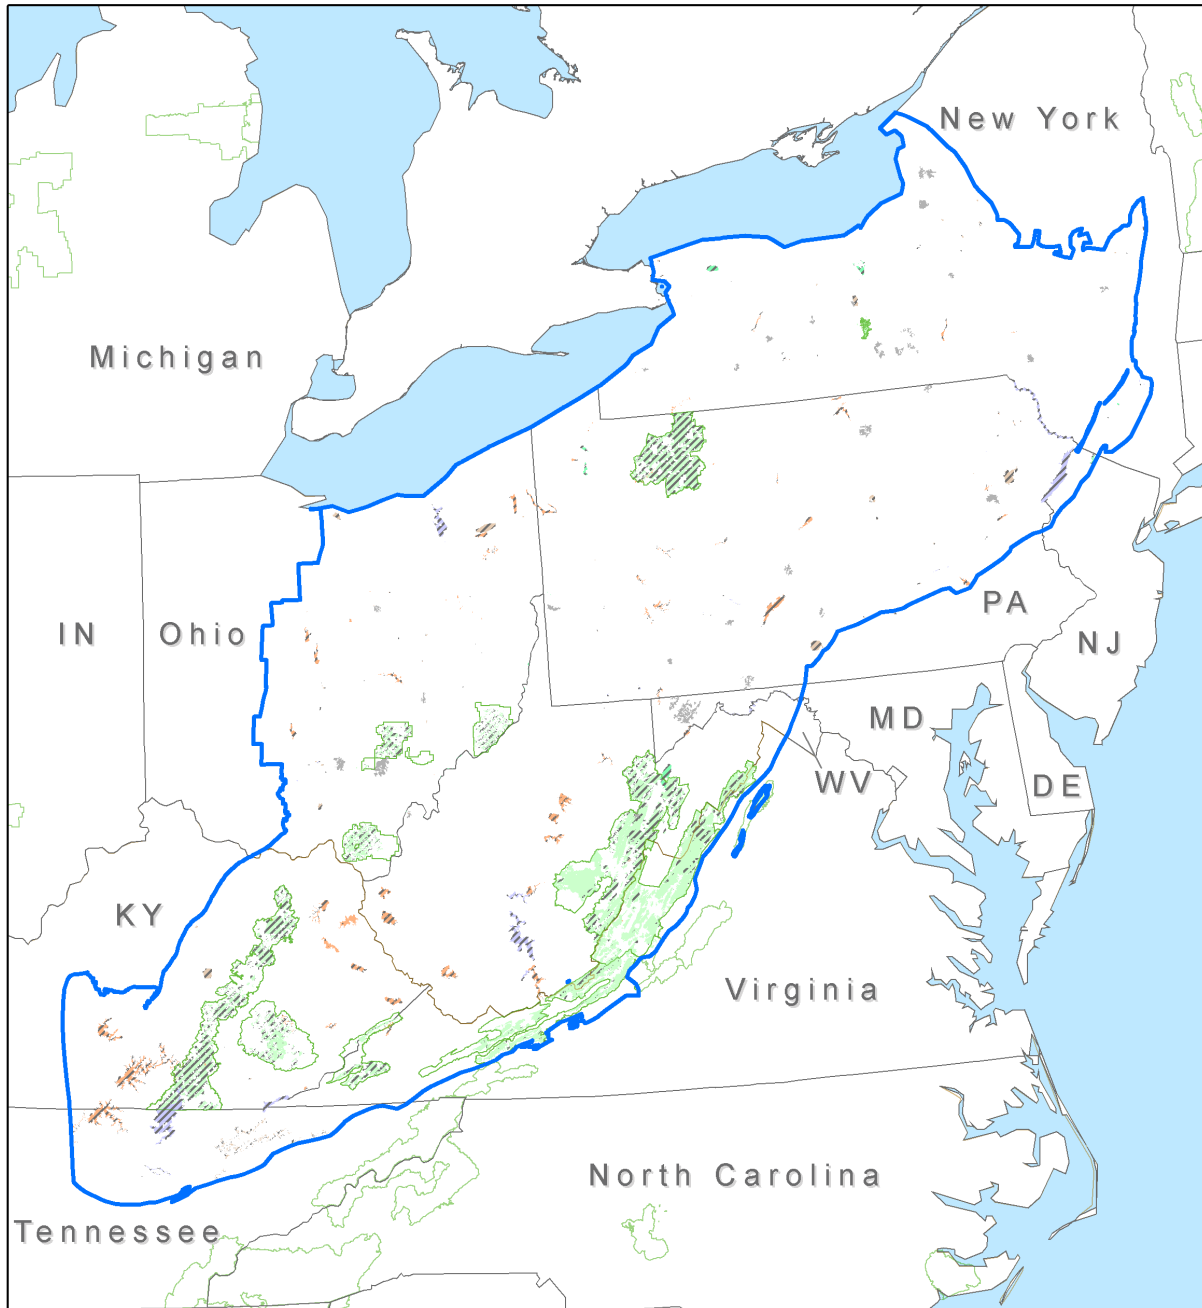 New York
Michigan
PA
IN
Ohio
NJ
MD
WV
DE
KY
Virginia
North Carolina
Tennessee